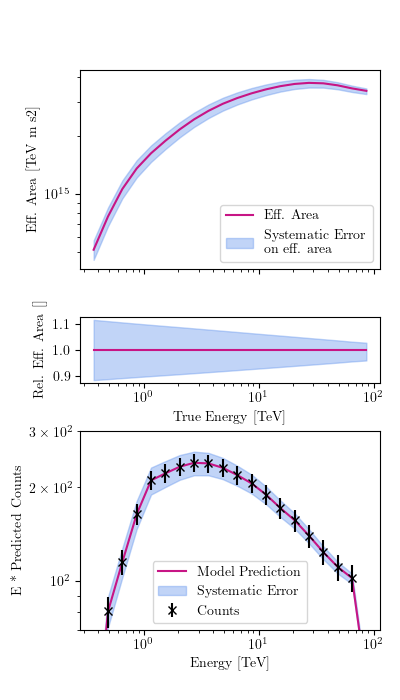 Eff. Area [TeV m s2]
10^15
Eff. Area
Systematic Error
on eff. area
Rel. Eff. Area []
1.1
1.0
0.9
10^0
10^1
10^2
True Energy [TeV]
E * Predicted Counts
3 × 10^2
2 × 10^2
10^2
Model Prediction
Systematic Error
Counts
10^0
10^1
10^2
Energy [TeV]